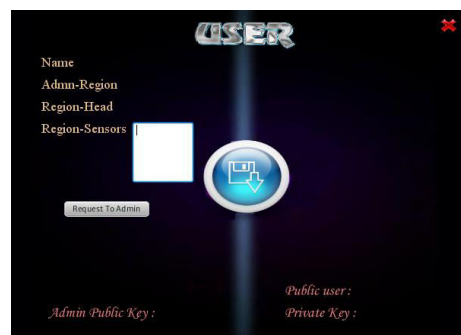 USER
Name
Admn-Region
Region-Head
Region-Sensors
Request To Admin
Public user :
Admin Public Key :
Private Key :